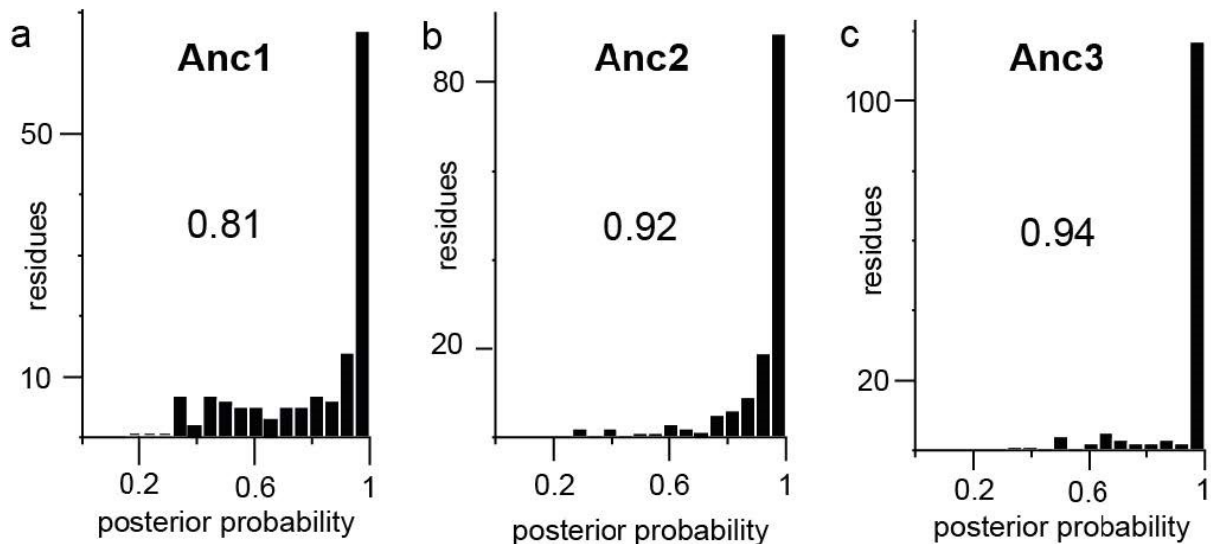 a
Anc1
50
0.81
residues
10
0.2
0.6
1
posterior probability
b
Anc2
80
0.92
residues
20
0.2
0.6
1
posterior probability
c
Anc3
100
0.94
residues
20
0.2
0.6
1
posterior probability